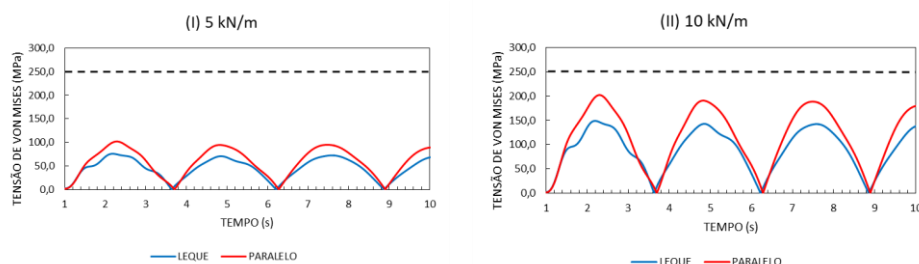 (I) 5 kN/m
TENSÃO DE VON MISES (MPa)
300,0
250,0
200,0
150,0
100,0
50,0
0,0
1 2 3 4 5 6 7 8 9 10
TEMPO (s)
LEQUE PARALELO
(II) 10 kN/m
TENSÃO DE VON MISES (MPa)
300,0
250,0
200,0
150,0
100,0
50,0
0,0
1 2 3 4 5 6 7 8 9 10
TEMPO (s)
LEQUE PARALELO